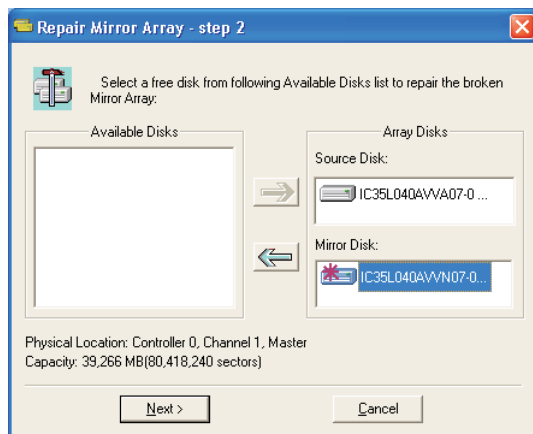 Repair Mirror Array - step 2
Select a free disk from following Available Disks list to repair the broken
Mirror Array:
Available Disks
Array Disks
Source Disk:
IC35L040AVVA07-0 ...
Mirror Disk:
IC35L040AVVN07-0...
Physical Location: Controller 0, Channel 1, Master
Capacity: 39,266 MB(80,418,240 sectors)
Next >
Cancel